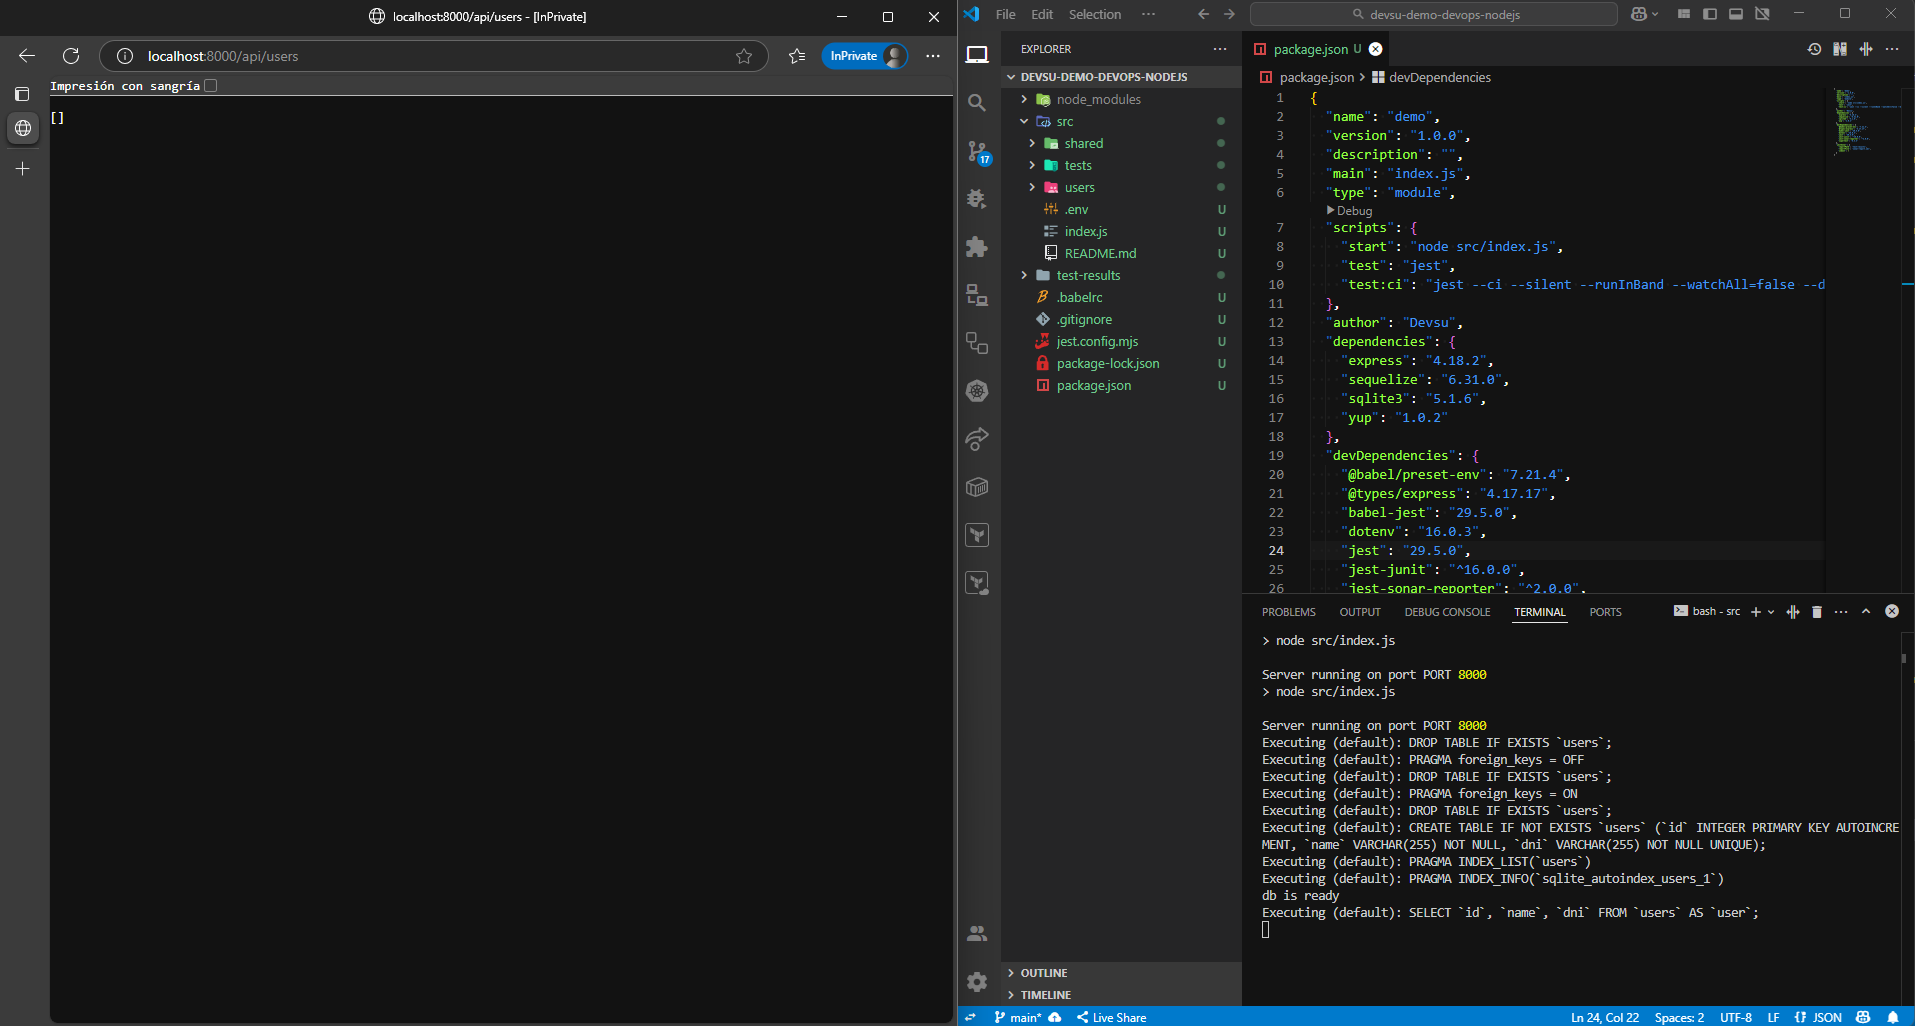 localhost:8000/api/users - [InPrivate]
localhost:8000/api/users
InPrivate
Impresión con sangría
[]
File Edit Selection ···
devsu-demo-devops-nodejs
EXPLORER
DEVSU-DEMO-DEVOPS-NODEJS
node_modules
src
shared
tests
users
.env U
index.js U
README.md U
test-results
.babelrc U
.gitignore U
jest.config.mjs U
package-lock.json U
package.json U
17
OUTLINE
TIMELINE
package.json U
package.json > devDependencies
1 {
2 "name": "demo",
3 "version": "1.0.0",
4 "description": "",
5 "main": "index.js",
6 "type": "module",
Debug
7 "scripts": {
8 "start": "node src/index.js",
9 "test": "jest",
10 "test:ci": "jest --ci --silent --runInBand --watchAll=false --d
11 },
12 "author": "Devsu",
13 "dependencies": {
14 "express": "4.18.2",
15 "sequelize": "6.31.0",
16 "sqlite3": "5.1.6",
17 "yup": "1.0.2"
18 },
19 "devDependencies": {
20 "@babel/preset-env": "7.21.4",
21 "@types/express": "4.17.17",
22 "babel-jest": "29.5.0",
23 "dotenv": "16.0.3",
24 "jest": "29.5.0",
25 "jest-junit": "^16.0.0",
26 "jest-sonar-reporter": "^2.0.0",
PROBLEMS OUTPUT DEBUG CONSOLE TERMINAL PORTS bash - src
> node src/index.js
Server running on port PORT 8000
> node src/index.js
Server running on port PORT 8000
Executing (default): DROP TABLE IF EXISTS `users`;
Executing (default): PRAGMA foreign_keys = OFF
Executing (default): DROP TABLE IF EXISTS `users`;
Executing (default): PRAGMA foreign_keys = ON
Executing (default): DROP TABLE IF EXISTS `users`;
Executing (default): CREATE TABLE IF NOT EXISTS `users` (`id` INTEGER PRIMARY KEY AUTOINCRE
MENT, `name` VARCHAR(255) NOT NULL, `dni` VARCHAR(255) NOT NULL UNIQUE);
Executing (default): PRAGMA INDEX_LIST(`users`)
Executing (default): PRAGMA INDEX_INFO(`sqlite_autoindex_users_1`)
db is ready
Executing (default): SELECT `id`, `name`, `dni` FROM `users` AS `user`;
main* Live Share Ln 24, Col 22 Spaces: 2 UTF-8 LF {} JSON